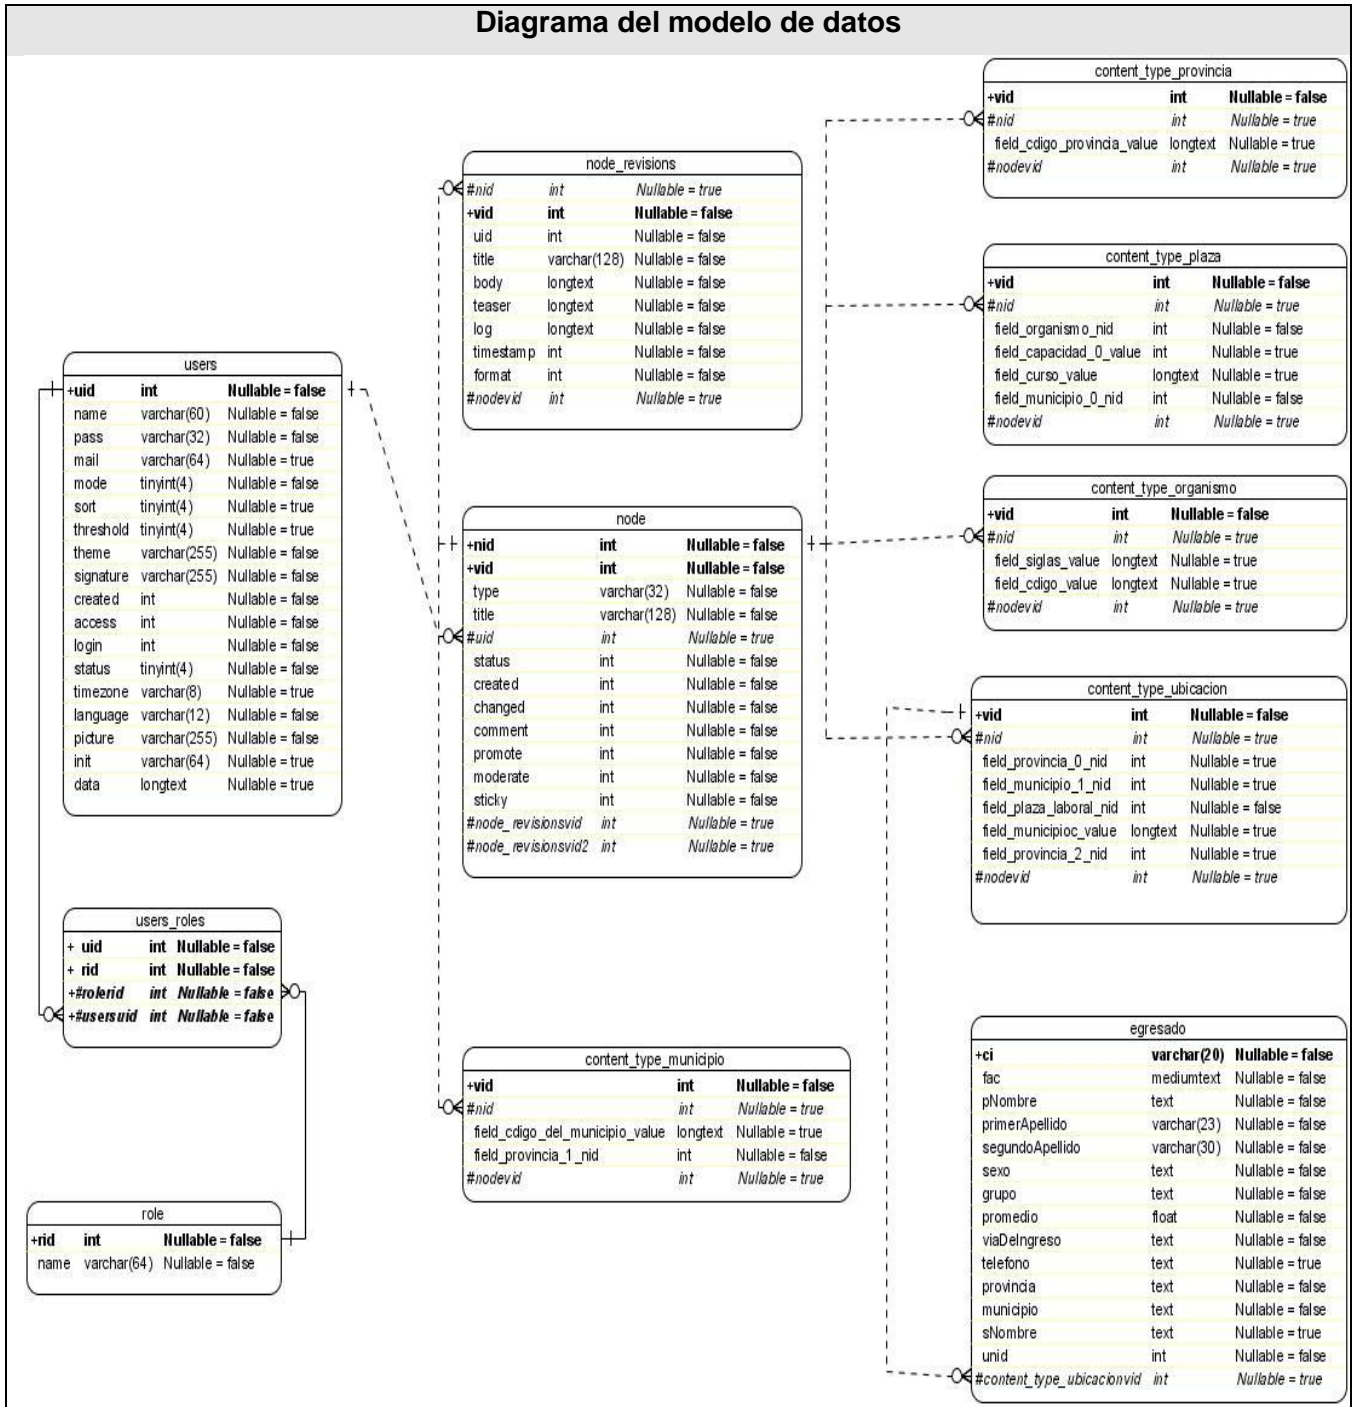 Diagrama del modelo de datos
content_type_provincia
+vid int Nullable = false
#nid int Nullable = true
field_cdigo_provincia_value longtext Nullable = true
#nodevid int Nullable = true
node_revisions
#nid int Nullable = true
+vid int Nullable = false
uid int Nullable = false
title varchar(128) Nullable = false
body longtext Nullable = false
teaser longtext Nullable = false
log longtext Nullable = false
timestamp int Nullable = false
format int Nullable = false
#nodevid int Nullable = true
content_type_plaza
+vid int Nullable = false
#nid int Nullable = true
field_organismo_nid int Nullable = false
field_capacidad_0_value int Nullable = true
field_curso_value longtext Nullable = true
field_municipio_0_nid int Nullable = false
#nodevid int Nullable = true
users
+uid int Nullable = false
name varchar(60) Nullable = false
pass varchar(32) Nullable = false
mail varchar(64) Nullable = true
mode tinyint(4) Nullable = false
sort tinyint(4) Nullable = true
threshold tinyint(4) Nullable = true
theme varchar(255) Nullable = false
signature varchar(255) Nullable = false
created int Nullable = false
access int Nullable = false
login int Nullable = false
status tinyint(4) Nullable = false
timezone varchar(8) Nullable = true
language varchar(12) Nullable = false
picture varchar(255) Nullable = false
init varchar(64) Nullable = true
data longtext Nullable = true
node
+nid int Nullable = false
+vid int Nullable = false
type varchar(32) Nullable = false
title varchar(128) Nullable = false
#uid int Nullable = true
status int Nullable = false
created int Nullable = false
changed int Nullable = false
comment int Nullable = false
promote int Nullable = false
moderate int Nullable = false
sticky int Nullable = false
#node_revisionsvid int Nullable = true
#node_revisionsvid2 int Nullable = true
content_type_organismo
+vid int Nullable = false
#nid int Nullable = true
field_siglas_value longtext Nullable = true
field_cdigo_value longtext Nullable = true
#nodevid int Nullable = true
content_type_ubicacion
+vid int Nullable = false
#nid int Nullable = true
field_provincia_0_nid int Nullable = true
field_municipio_1_nid int Nullable = true
field_plaza_laboral_nid int Nullable = false
field_municipioc_value longtext Nullable = true
field_provincia_2_nid int Nullable = true
#nodevid int Nullable = true
users_roles
+ uid int Nullable = false
+ rid int Nullable = false
+#rolerid int Nullable = false
+#usersuid int Nullable = false
content_type_municipio
+vid int Nullable = false
#nid int Nullable = true
field_cdigo_del_municipio_value longtext Nullable = true
field_provincia_1_nid int Nullable = false
#nodevid int Nullable = true
egresado
+ci varchar(20) Nullable = false
fac mediumtext Nullable = false
pNombre text Nullable = false
primerApellido varchar(23) Nullable = false
segundoApellido varchar(30) Nullable = false
sexo text Nullable = false
grupo text Nullable = false
promedio float Nullable = false
viaDeIngreso text Nullable = false
telefono text Nullable = true
provincia text Nullable = false
municipio text Nullable = false
sNombre text Nullable = true
unid int Nullable = false
#content_type_ubicacionvid int Nullable = true
role
+rid int Nullable = false
name varchar(64) Nullable = false